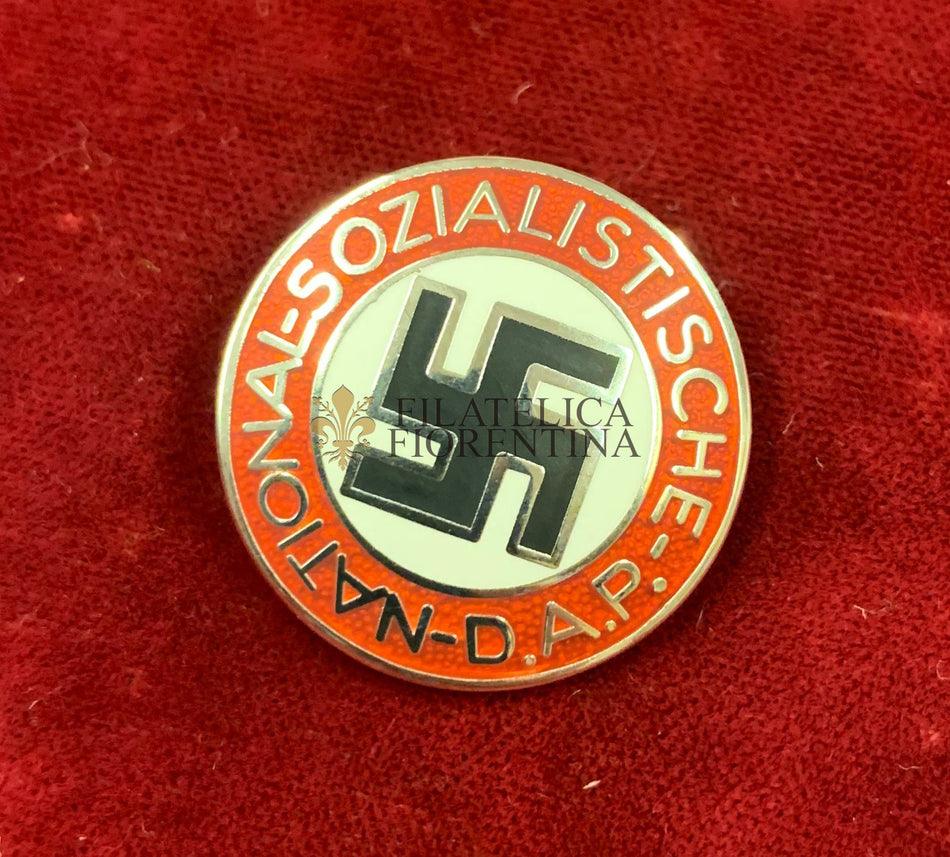 NATIONAL-SOZIALISTISCHE-D.A.P.-
FILATELICA
FIORENTINA